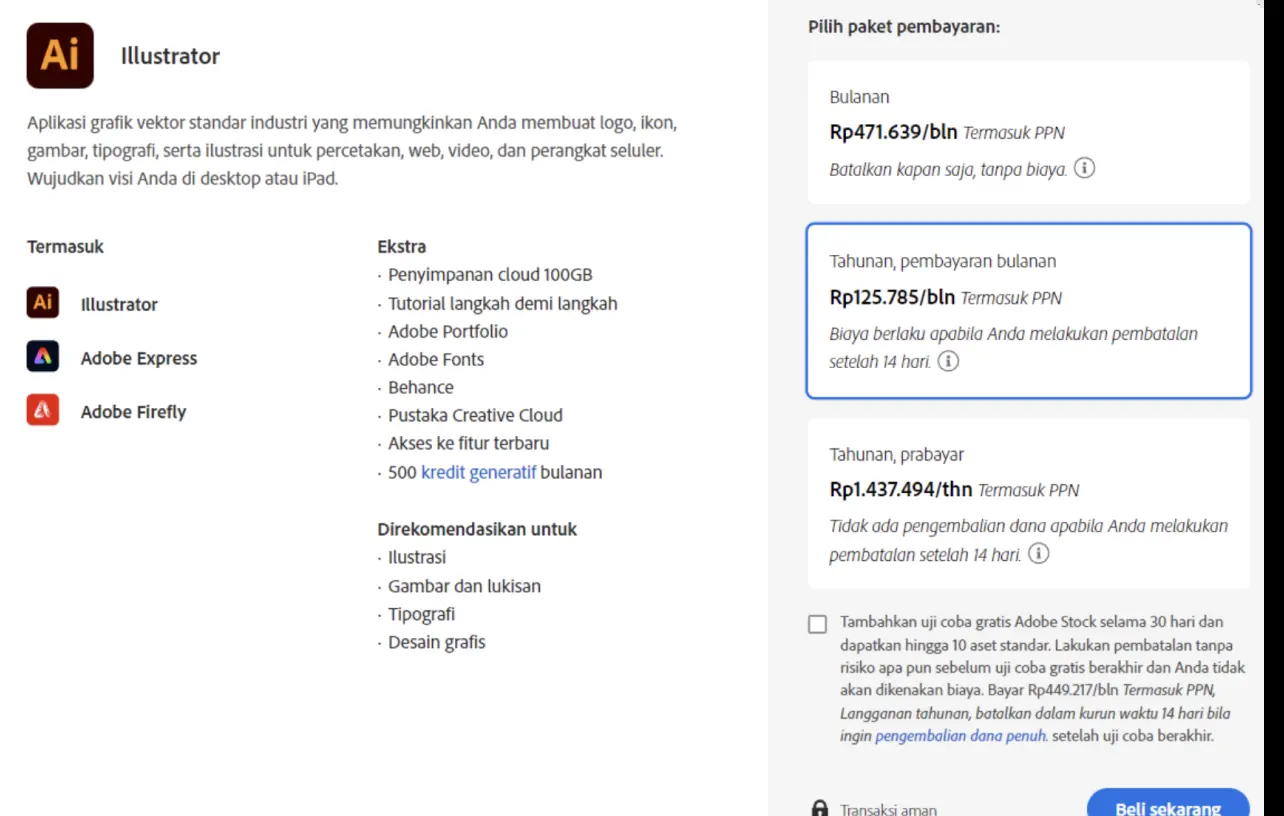 Ai
Illustrator
Aplikasi grafik vektor standar industri yang memungkinkan Anda membuat logo, ikon,
gambar, tipografi, serta ilustrasi untuk percetakan, web, video, dan perangkat seluler.
Wujudkan visi Anda di desktop atau iPad.
Termasuk
Ai Illustrator
Adobe Express
Adobe Firefly
Ekstra
· Penyimpanan cloud 100GB
· Tutorial langkah demi langkah
· Adobe Portfolio
· Adobe Fonts
· Behance
· Pustaka Creative Cloud
· Akses ke fitur terbaru
· 500 kredit generatif bulanan
Direkomendasikan untuk
· Ilustrasi
· Gambar dan lukisan
· Tipografi
· Desain grafis
Pilih paket pembayaran:
Bulanan
Rp471.639/bln Termasuk PPN
Batalkan kapan saja, tanpa biaya.
Tahunan, pembayaran bulanan
Rp125.785/bln Termasuk PPN
Biaya berlaku apabila Anda melakukan pembatalan
setelah 14 hari.
Tahunan, prabayar
Rp1.437.494/thn Termasuk PPN
Tidak ada pengembalian dana apabila Anda melakukan
pembatalan setelah 14 hari.
Tambahkan uji coba gratis Adobe Stock selama 30 hari dan
dapatkan hingga 10 aset standar. Lakukan pembatalan tanpa
risiko apa pun sebelum uji coba gratis berakhir dan Anda tidak
akan dikenakan biaya. Bayar Rp449.217/bln Termasuk PPN,
Langganan tahunan, batalkan dalam kurun waktu 14 hari bila
ingin pengembalian dana penuh. setelah uji coba berakhir.
Transaksi aman
Beli sekarang